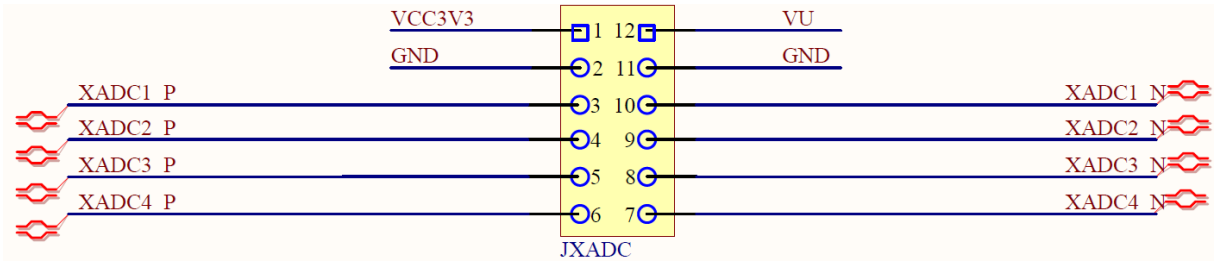 VCC3V3 1 12 VU
GND 2 11 GND
XADC1_P 3 10 XADC1_N
XADC2_P 4 9 XADC2_N
XADC3_P 5 8 XADC3_N
XADC4_P 6 7 XADC4_N
JXADC